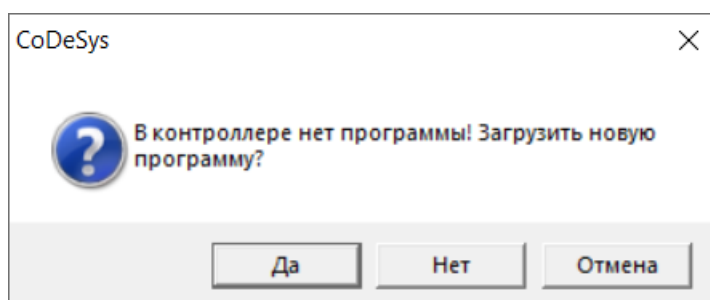 CoDeSys
В контроллере нет программы! Загрузить новую
программу?
Да Нет Отмена